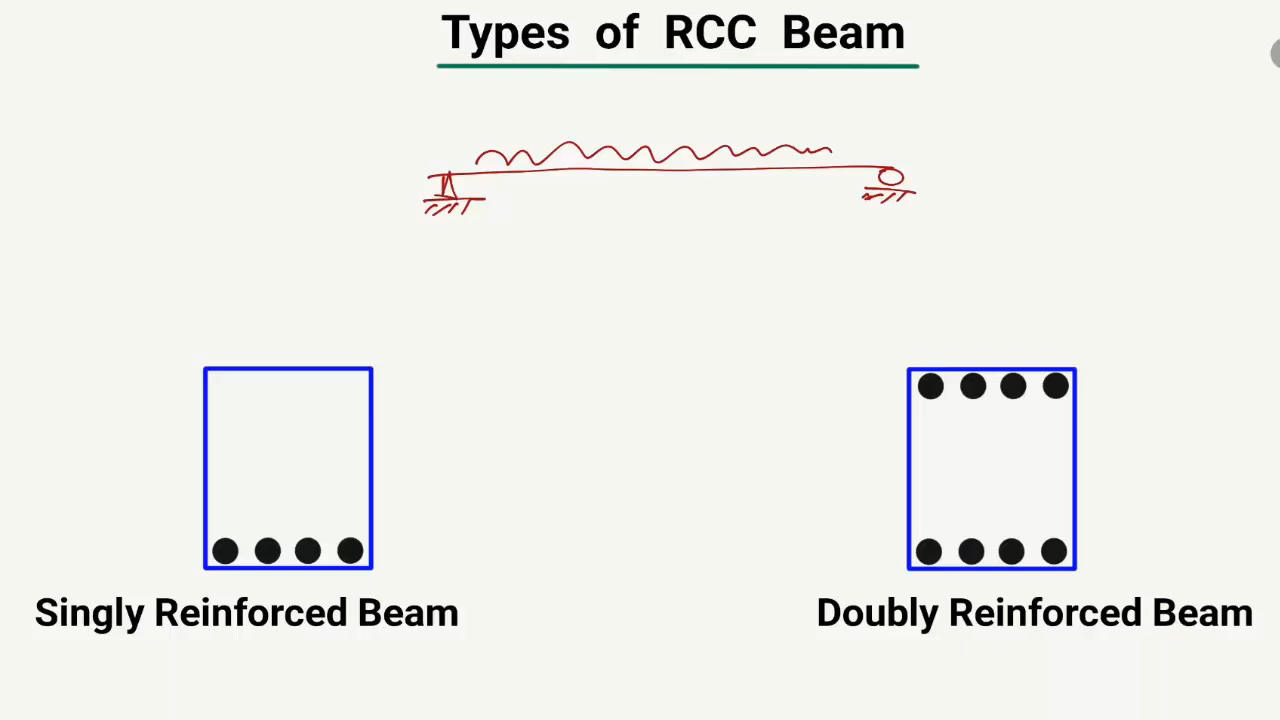 Types of RCC Beam
Singly Reinforced Beam
Doubly Reinforced Beam